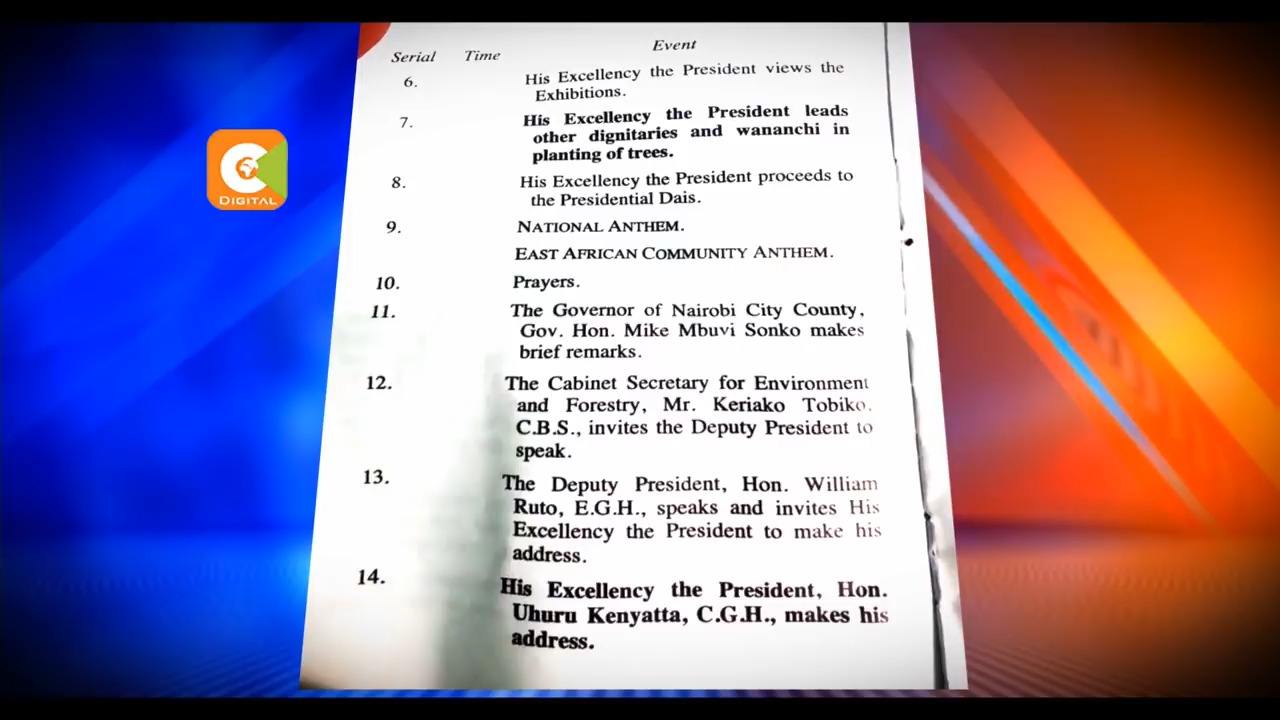 Serial Time Event
6. His Excellency the President views the
Exhibitions.
7. His Excellency the President leads
other dignitaries and wananchi in
planting of trees.
8. His Excellency the President proceeds to
the Presidential Dais.
9. NATIONAL ANTHEM.
EAST AFRICAN COMMUNITY ANTHEM.
10. Prayers.
11. The Governor of Nairobi City County,
Gov. Hon. Mike Mbuvi Sonko makes
brief remarks.
12. The Cabinet Secretary for Environment
and Forestry, Mr. Keriako Tobiko,
C.B.S., invites the Deputy President to
speak.
13. The Deputy President, Hon. William
Ruto, E.G.H., speaks and invites His
Excellency the President to make his
address.
14. His Excellency the President, Hon.
Uhuru Kenyatta, C.G.H., makes his
address.
C
DIGITAL